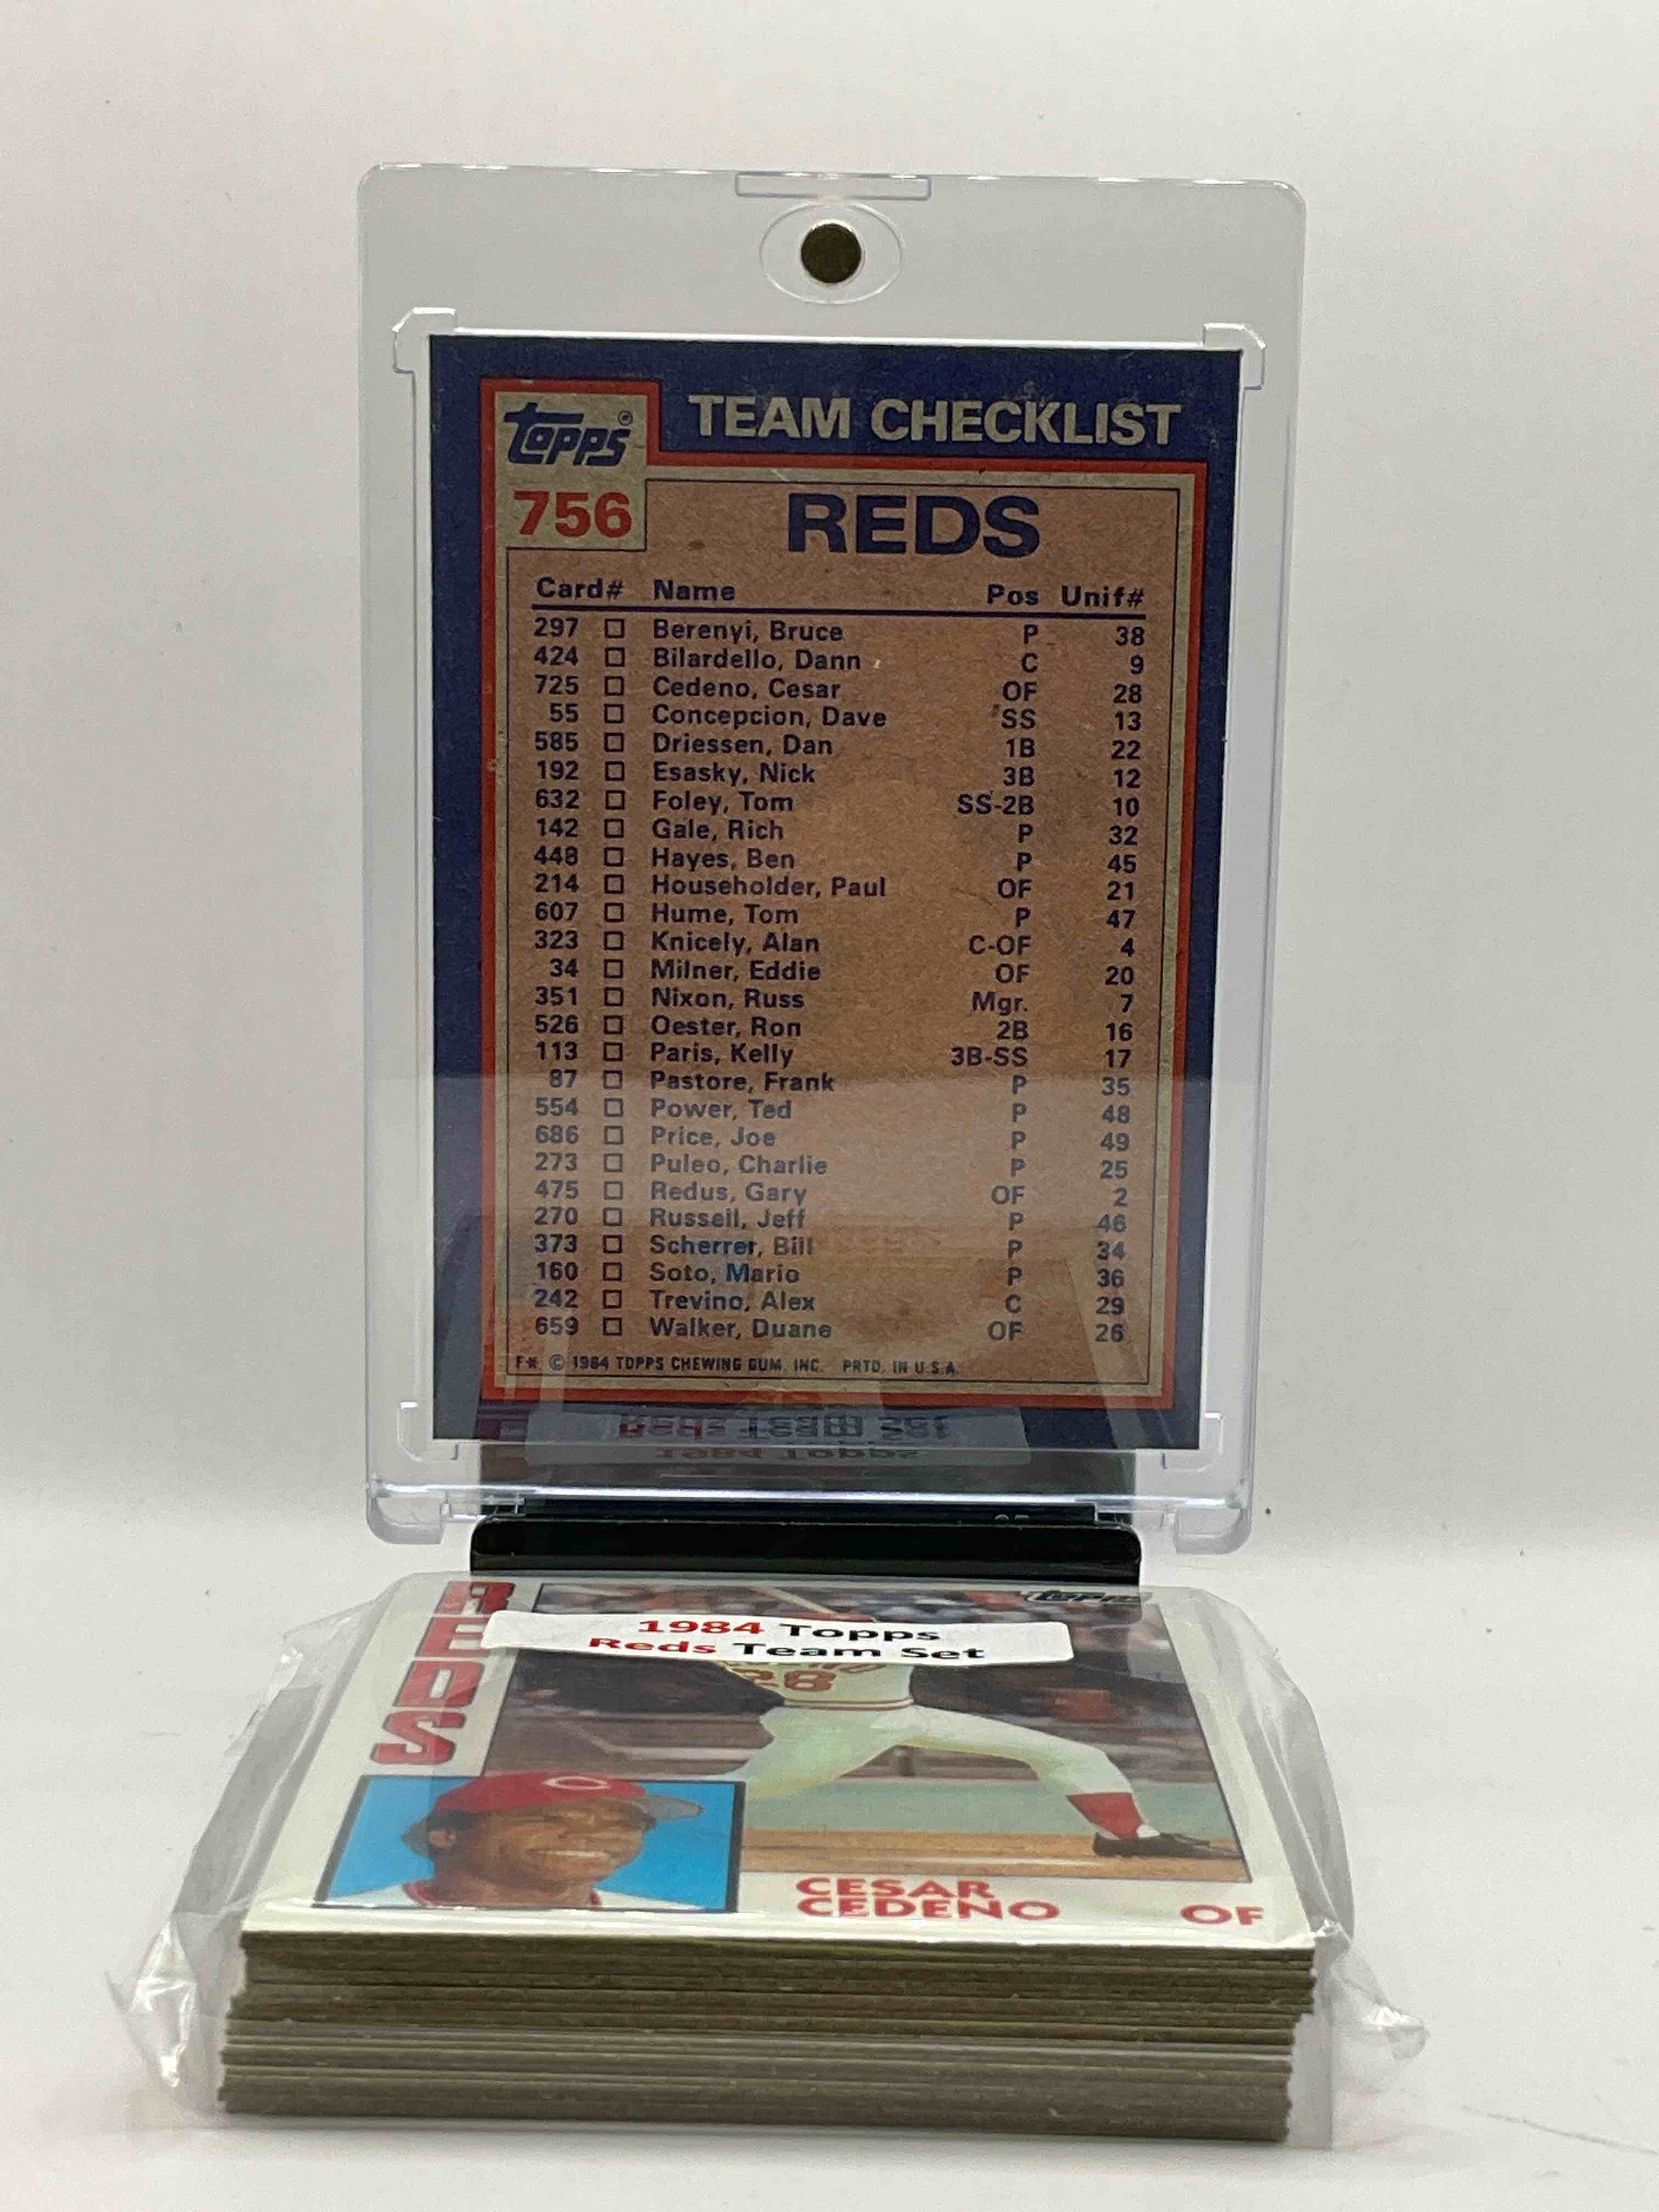 Topps® TEAM CHECKLIST
756 REDS
Card# Name Pos Unif#
297 Berenyi, Bruce P 38
424 Bilardello, Dann C 9
725 Cedeno, Cesar OF 28
55 Concepcion, Dave SS 13
585 Driessen, Dan 1B 22
192 Esasky, Nick 3B 12
632 Foley, Tom SS-2B 10
142 Gale, Rich P 32
448 Hayes, Ben P 45
214 Householder, Paul OF 21
607 Hume, Tom P 47
323 Knicely, Alan C-OF 4
34 Milner, Eddie OF 20
351 Nixon, Russ Mgr. 7
526 Oester, Ron 2B 16
113 Paris, Kelly 3B-SS 17
87 Pastore, Frank P 35
554 Power, Ted P 48
686 Price, Joe P 49
273 Puleo, Charlie P 25
475 Redus, Gary OF 2
270 Russell, Jeff P 46
373 Scherrer, Bill P 34
160 Soto, Mario P 36
242 Trevino, Alex C 29
659 Walker, Duane OF 26
F* © 1984 TOPPS CHEWING GUM, INC. PRTD. IN U.S.A.
Reds Team Set
1984 Topps
REDS
Topps
1984 Topps
Reds Team Set
28
C
CESAR
CEDENO OF